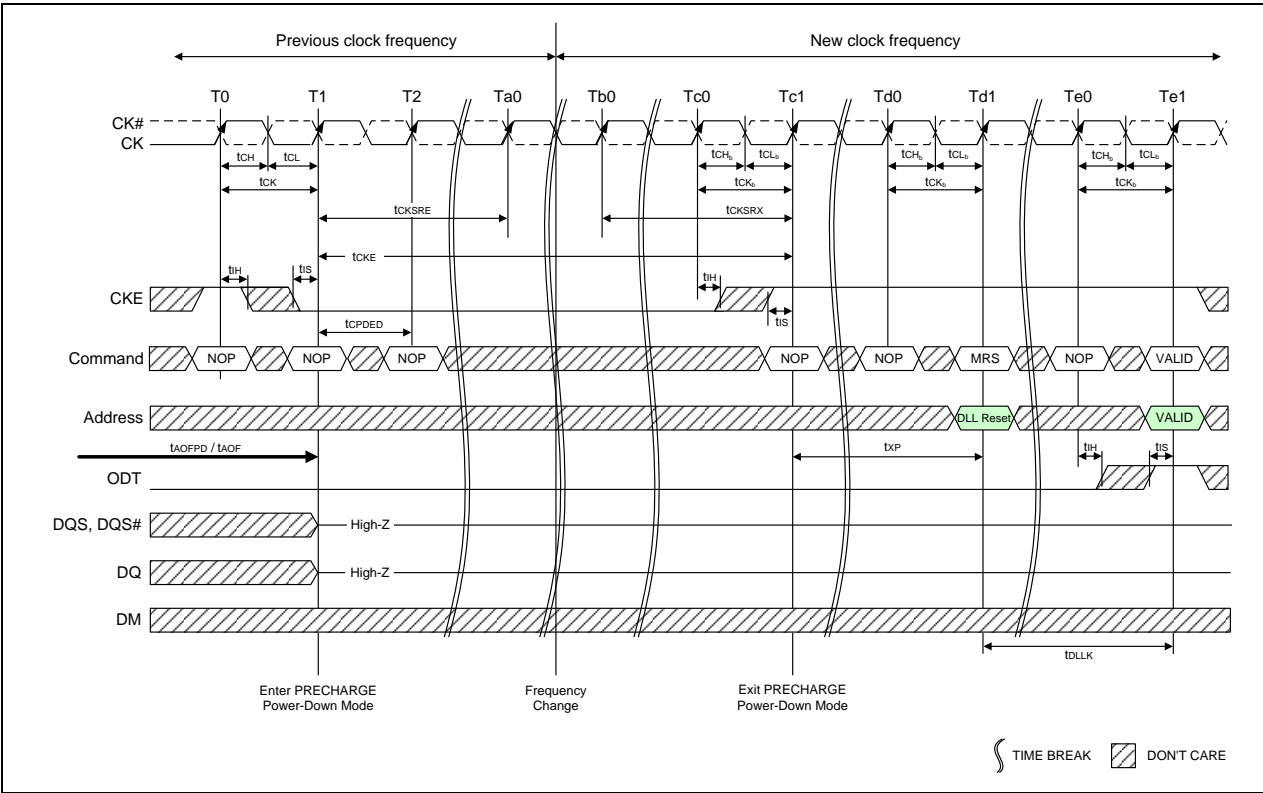 Previous clock frequency New clock frequency
T0 T1 T2 Ta0 Tb0 Tc0 Tc1 Td0 Td1 Te0 Te1
CK#
CK
tCH tCL tCHb tCLb tCHb tCLb tCHb tCLb
tCK tCKb tCKb tCKb
tCKSRE tCKSRX
tCKE
tIH tIS tIH
CKE
tIS
tCPDED
Command NOP NOP NOP NOP NOP MRS NOP VALID
Address DLL Reset VALID
tAOFPD / tAOF tXP tIH tIS
ODT
DQS, DQS# High-Z
DQ High-Z
DM
tDLLK
Enter PRECHARGE Frequency Exit PRECHARGE
Power-Down Mode Change Power-Down Mode
TIME BREAK DON'T CARE